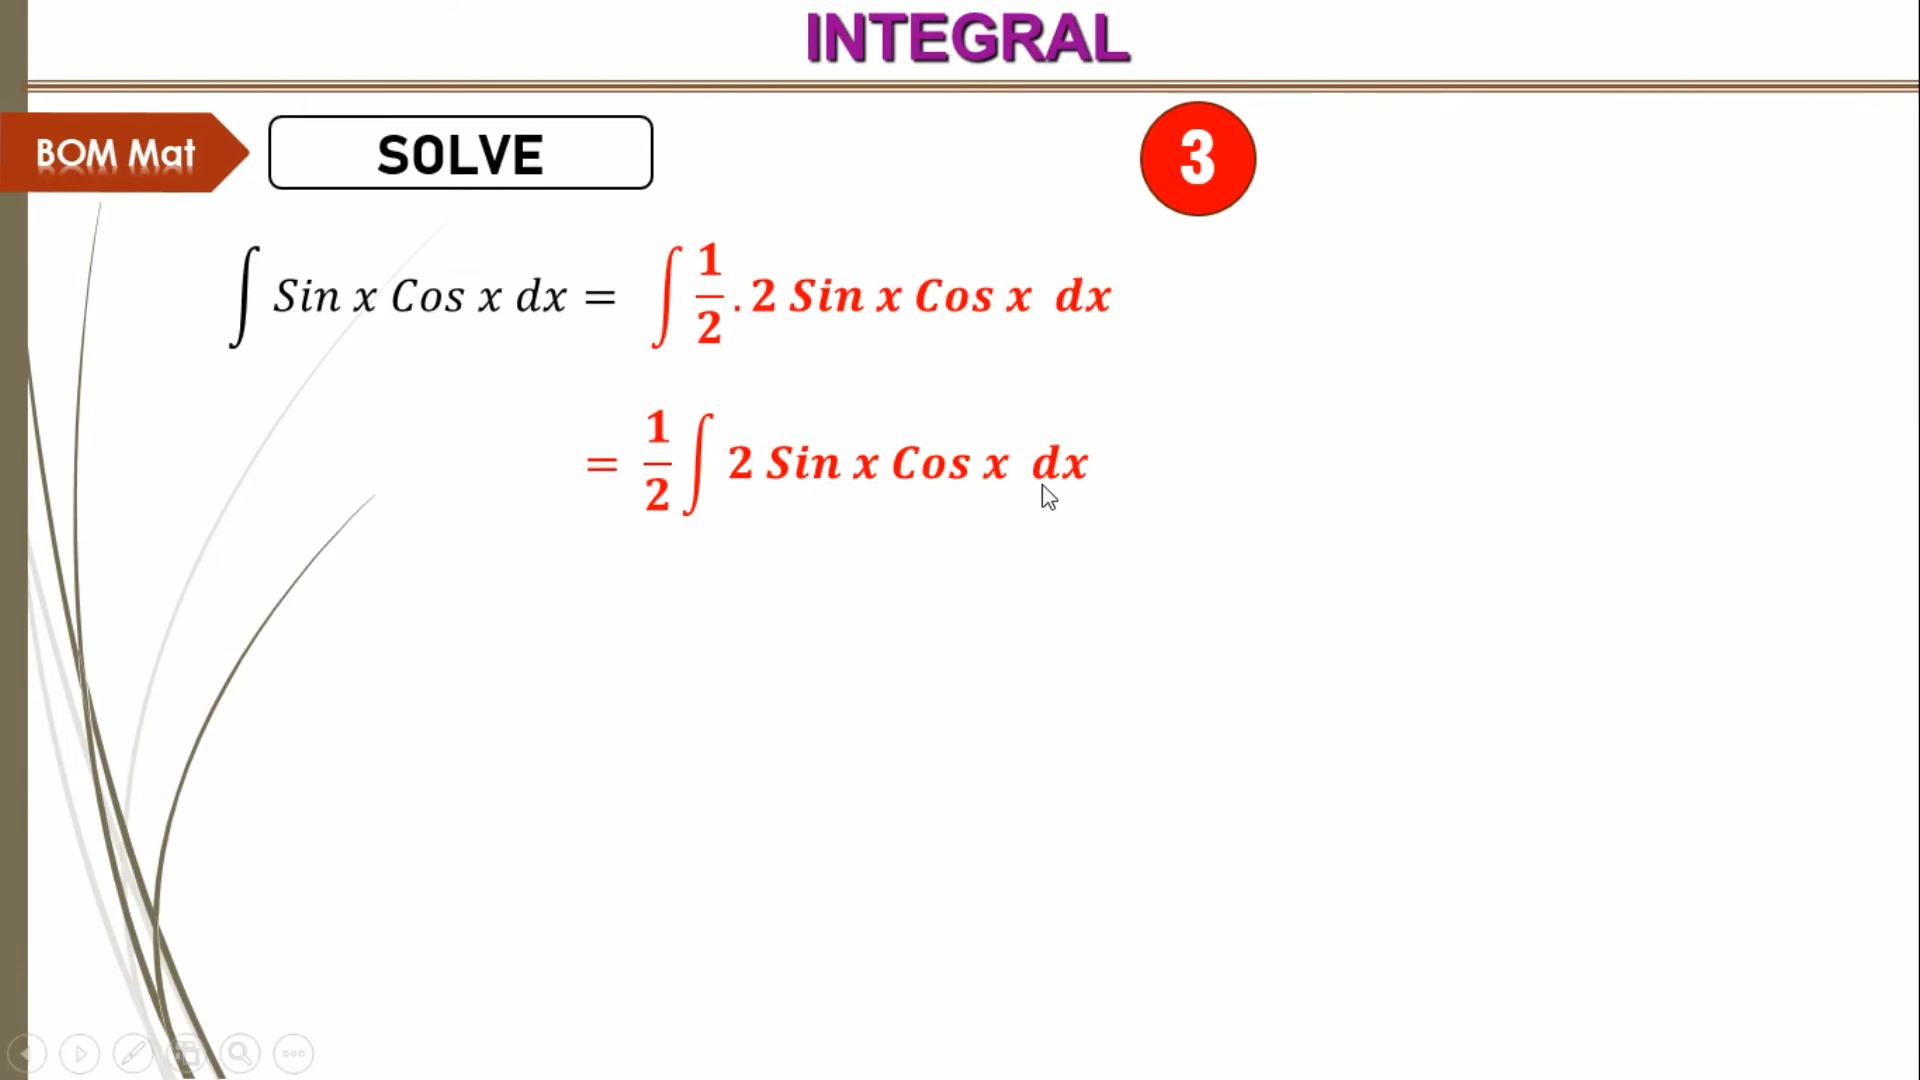 INTEGRAL
BOM Mat
SOLVE
3
∫ Sin x Cos x dx = ∫ 1/2 . 2 Sin x Cos x dx
= 1/2 ∫ 2 Sin x Cos x dx